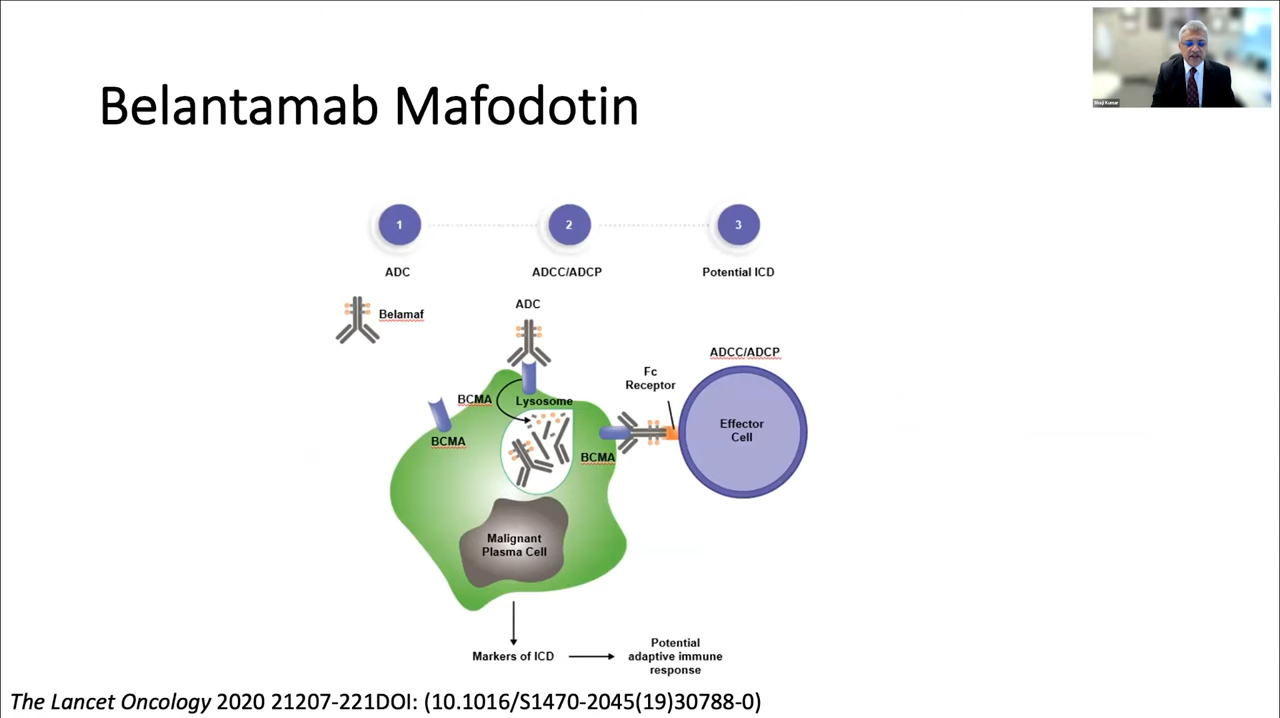 Shaji Kumar
Belantamab Mafodotin
1
2
3
ADC
ADCC/ADCP
Potential ICD
Belamaf
ADC
ADCC/ADCP
Fc
Receptor
BCMA
Lysosome
BCMA
BCMA
Effector
Cell
Malignant
Plasma Cell
Markers of ICD
Potential
adaptive immune
response
The Lancet Oncology 2020 21207-221DOI: (10.1016/S1470-2045(19)30788-0)